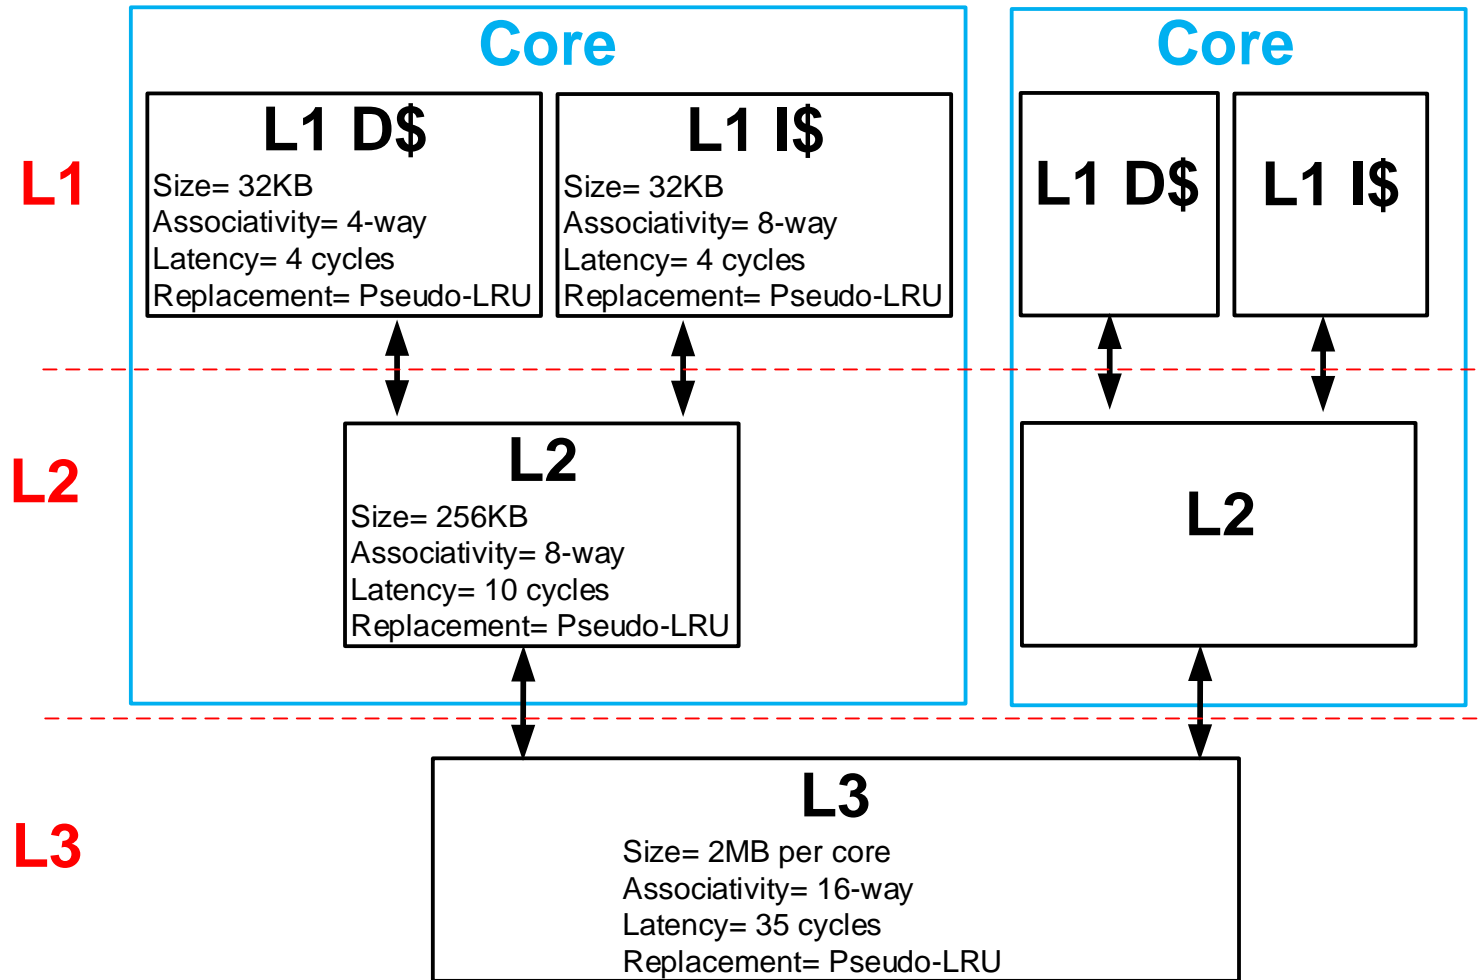 Core
Core
L1
L1 D$
Size= 32KB
Associativity= 4-way
Latency= 4 cycles
Replacement= Pseudo-LRU
L1 I$
Size= 32KB
Associativity= 8-way
Latency= 4 cycles
Replacement= Pseudo-LRU
L1 D$
L1 I$
L2
L2
Size= 256KB
Associativity= 8-way
Latency= 10 cycles
Replacement= Pseudo-LRU
L2
L3
L3
Size= 2MB per core
Associativity= 16-way
Latency= 35 cycles
Replacement= Pseudo-LRU